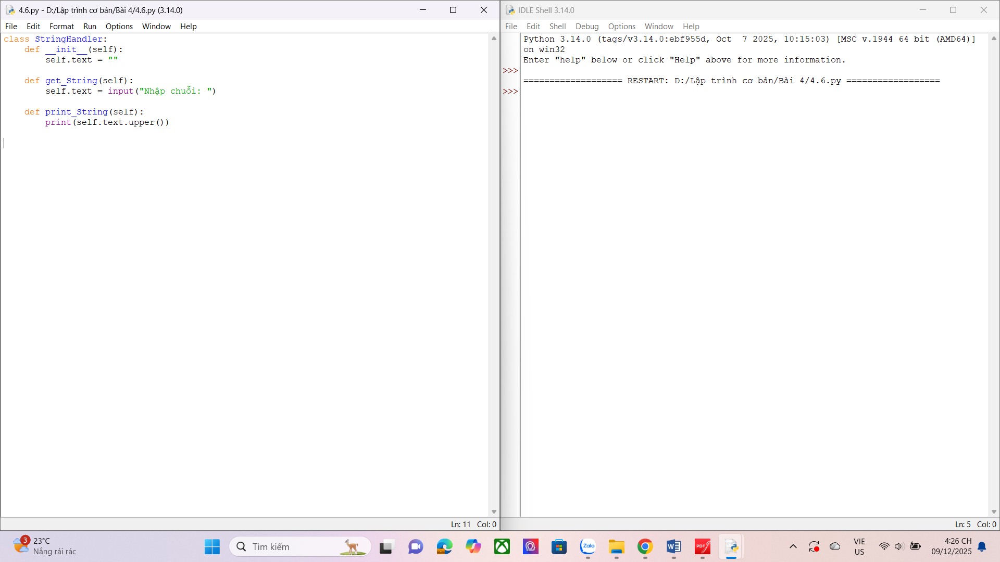 4.6.py - D:/Lập trình cơ bản/Bài 4/4.6.py (3.14.0)
File Edit Format Run Options Window Help
class StringHandler:
    def __init__(self):
        self.text = ""
    def get_String(self):
        self.text = input("Nhập chuỗi: ")
    def print_String(self):
        print(self.text.upper())
Ln: 11 Col: 0
IDLE Shell 3.14.0
File Edit Shell Debug Options Window Help
Python 3.14.0 (tags/v3.14.0:ebf955d, Oct  7 2025, 10:15:03) [MSC v.1944 64 bit (AMD64)]
on win32
Enter "help" below or click "Help" above for more information.
>>>
=================== RESTART: D:/Lập trình cơ bản/Bài 4/4.6.py ==================
>>>
Ln: 5 Col: 0
3
23°C
Nắng rải rác
Tìm kiếm
Zalo
PDF
VIE
US
4:26 CH
09/12/2025